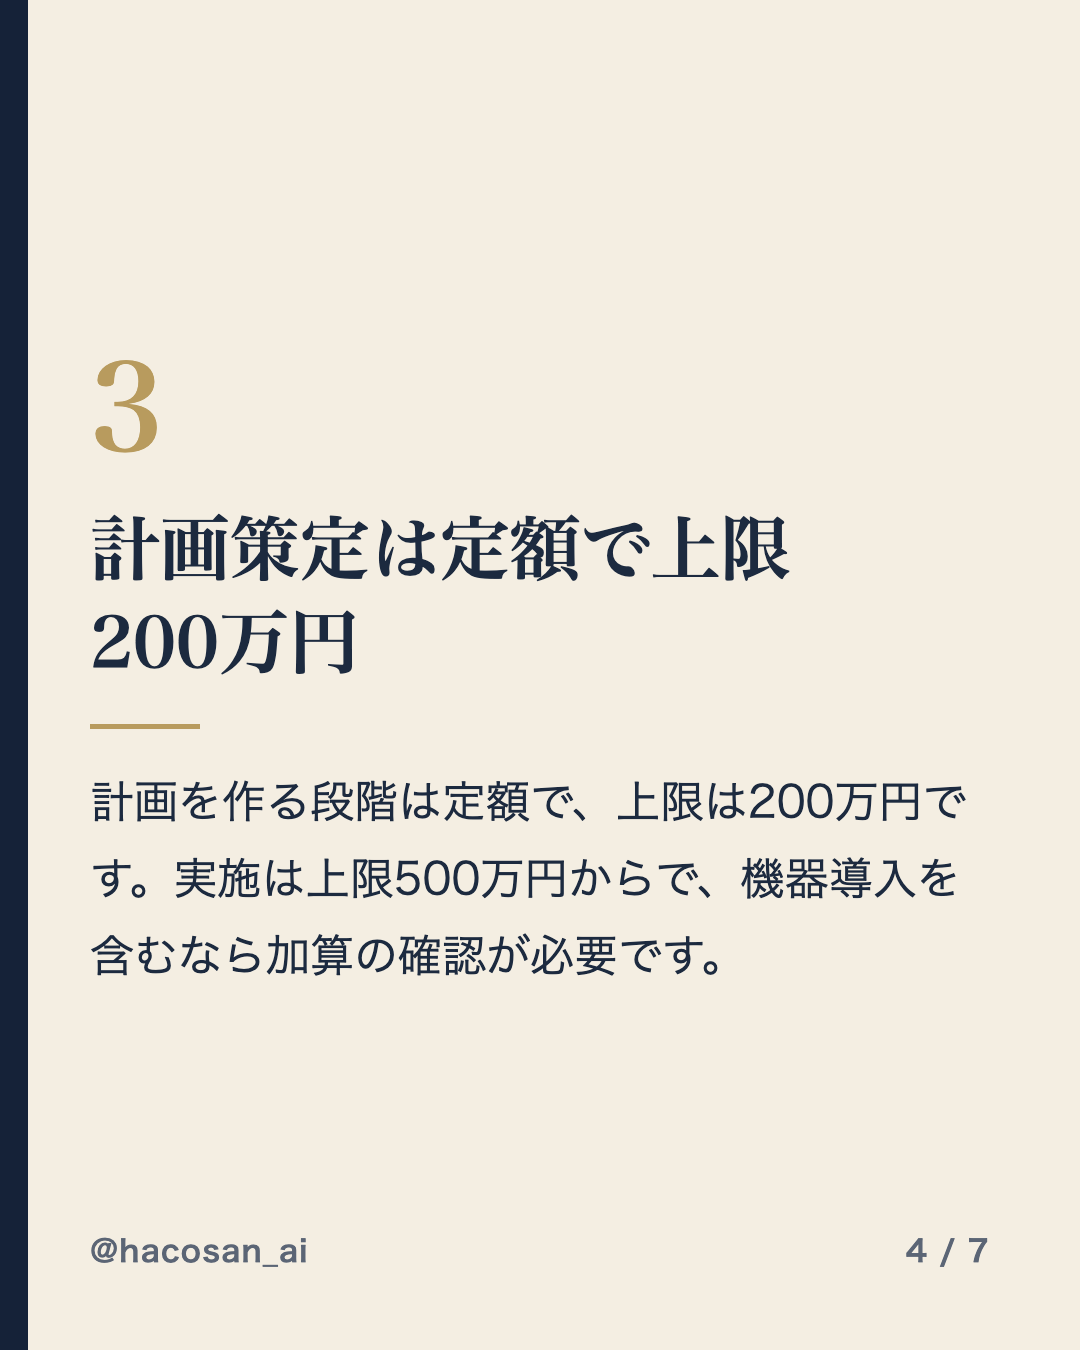 3
計画策定は定額で上限
200万円
計画を作る段階は定額で、上限は200万円で
す。実施は上限500万円からで、機器導入を
含むなら加算の確認が必要です。
@hacosan_ai
4 / 7